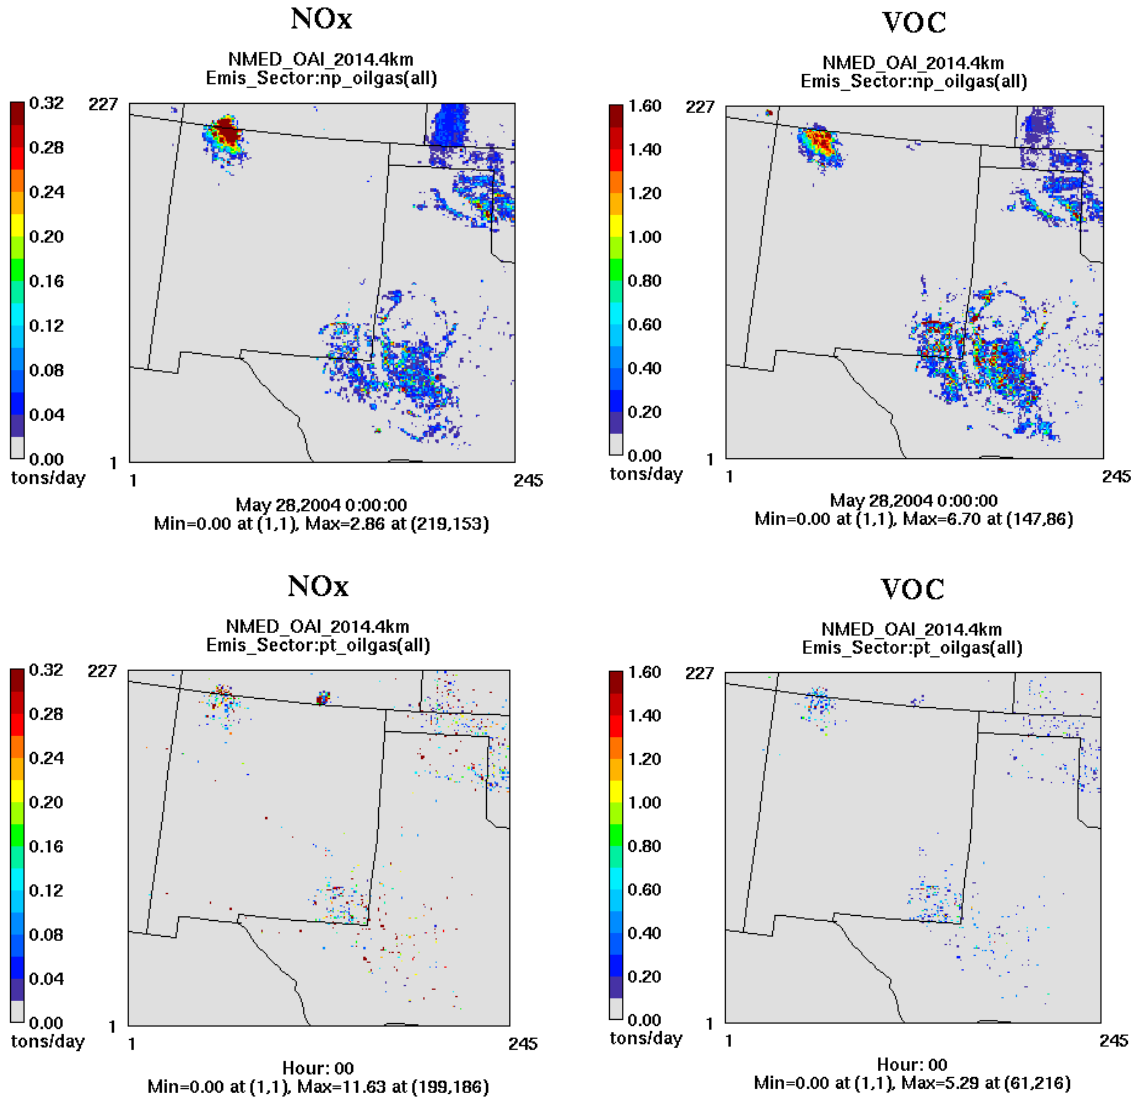 NOx
NMED_OAI_2014.4km
Emis_Sector:np_oilgas(all)
227
0.32
0.28
0.24
0.20
0.16
0.12
0.08
0.04
0.00
tons/day
1
1
245
May 28,2004 0:00:00
Min=0.00 at (1,1), Max=2.86 at (219,153)
VOC
NMED_OAI_2014.4km
Emis_Sector:np_oilgas(all)
227
1.60
1.40
1.20
1.00
0.80
0.60
0.40
0.20
0.00
tons/day
1
1
245
May 28,2004 0:00:00
Min=0.00 at (1,1), Max=6.70 at (147,86)
NOx
NMED_OAI_2014.4km
Emis_Sector:pt_oilgas(all)
227
0.32
0.28
0.24
0.20
0.16
0.12
0.08
0.04
0.00
tons/day
1
1
245
Hour: 00
Min=0.00 at (1,1), Max=11.63 at (199,186)
VOC
NMED_OAI_2014.4km
Emis_Sector:pt_oilgas(all)
227
1.60
1.40
1.20
1.00
0.80
0.60
0.40
0.20
0.00
tons/day
1
1
245
Hour: 00
Min=0.00 at (1,1), Max=5.29 at (61,216)